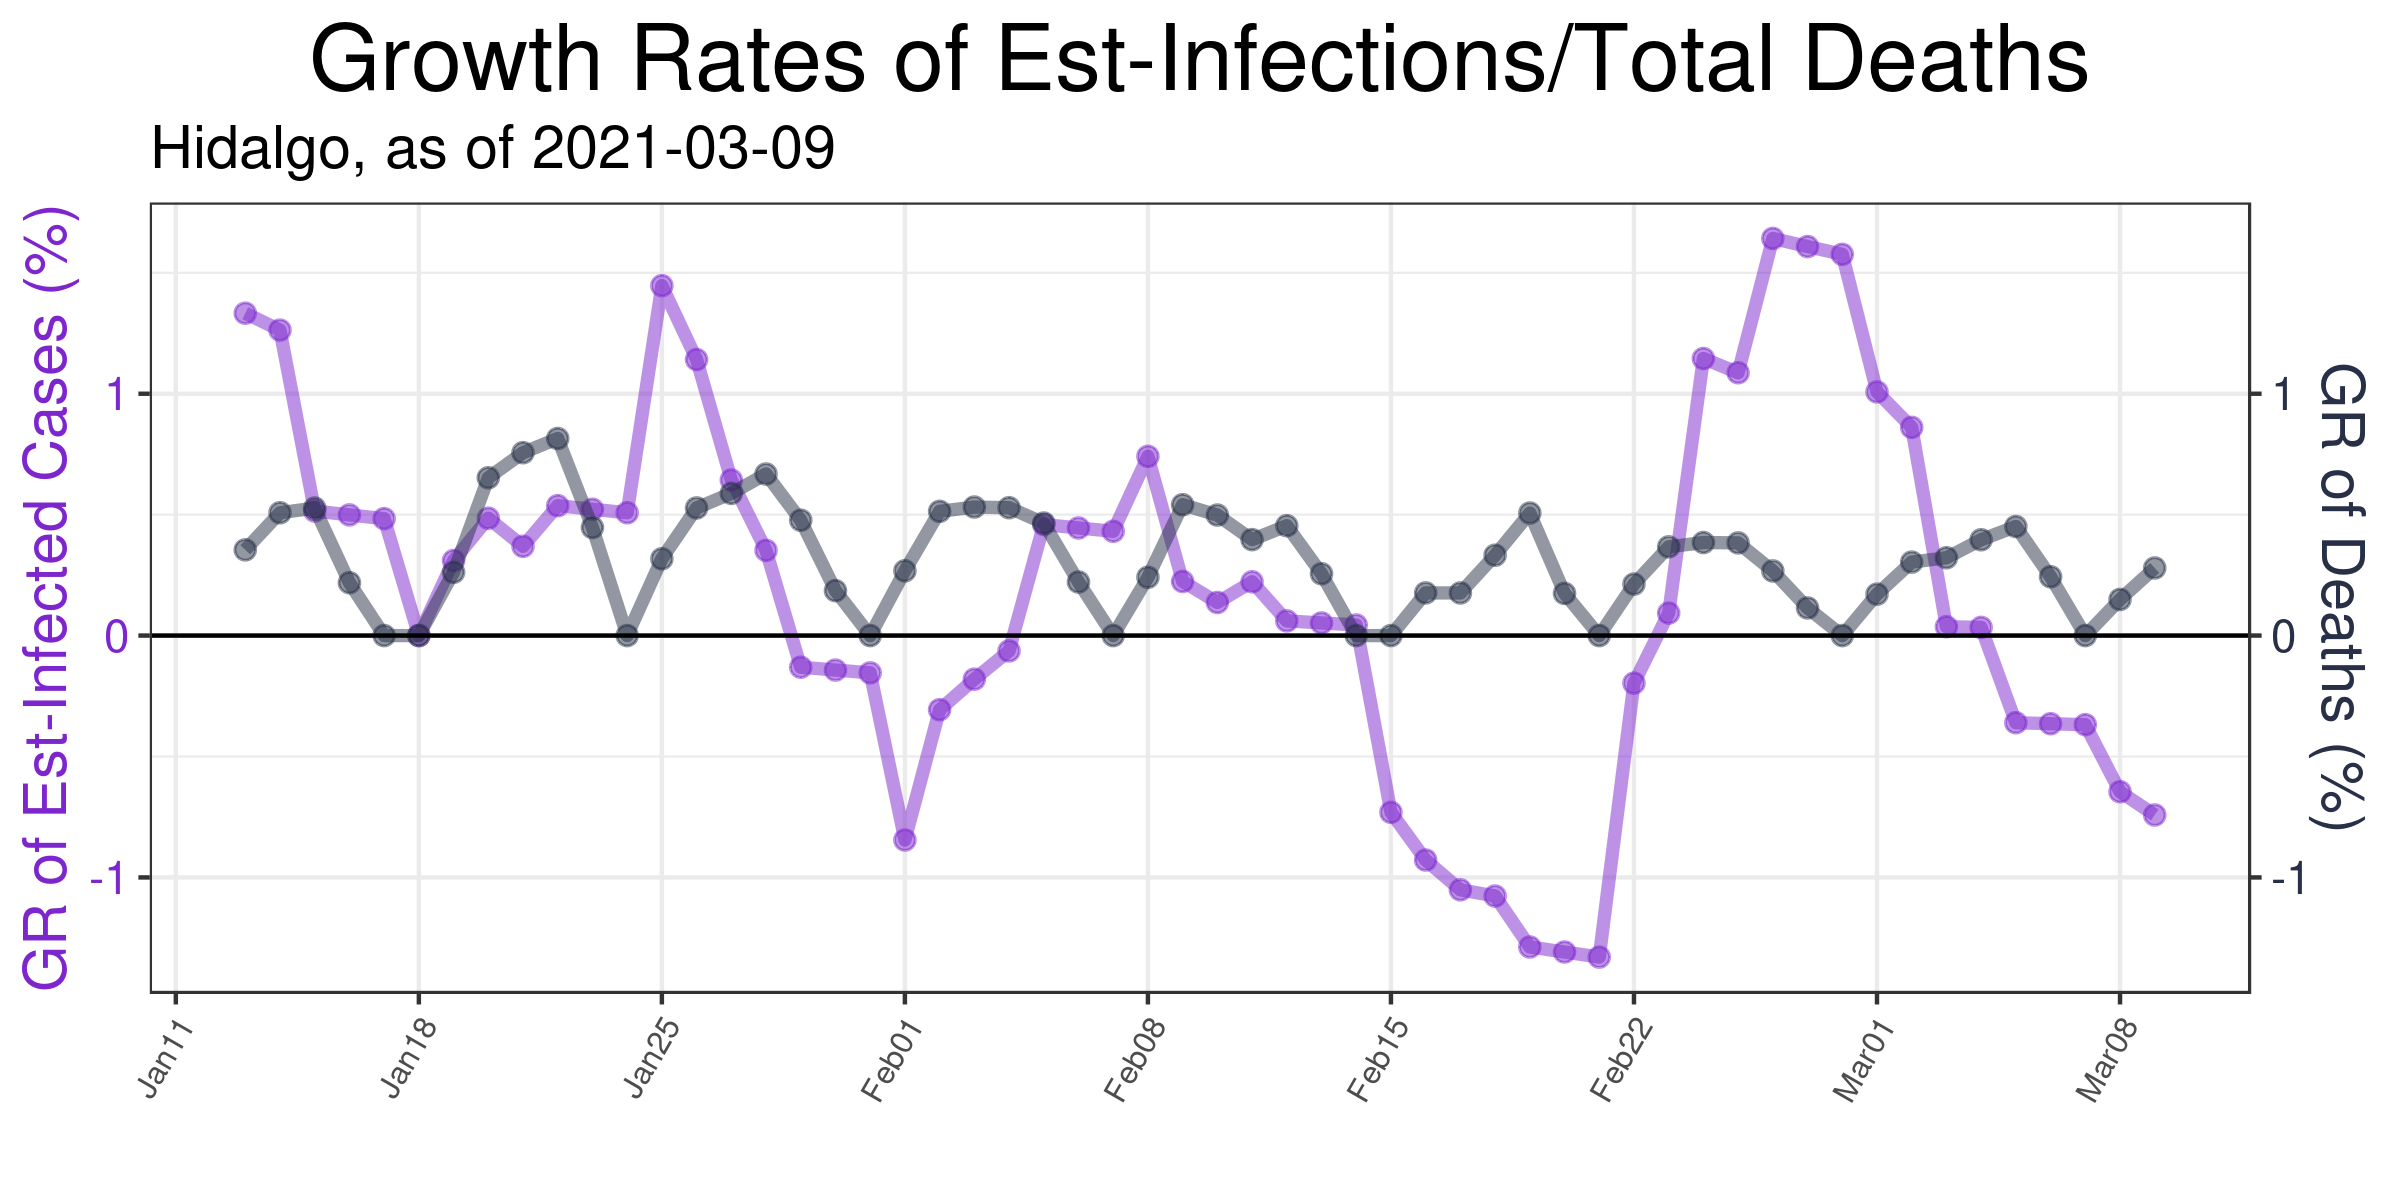 Growth Rates of Est-Infections/Total Deaths
Hidalgo, as of 2021-03-09
GR of Est-Infected Cases (%)
1
0
-1
1
0
-1
GR of Deaths (%)
Jan11
Jan18
Jan25
Feb01
Feb08
Feb15
Feb22
Mar01
Mar08